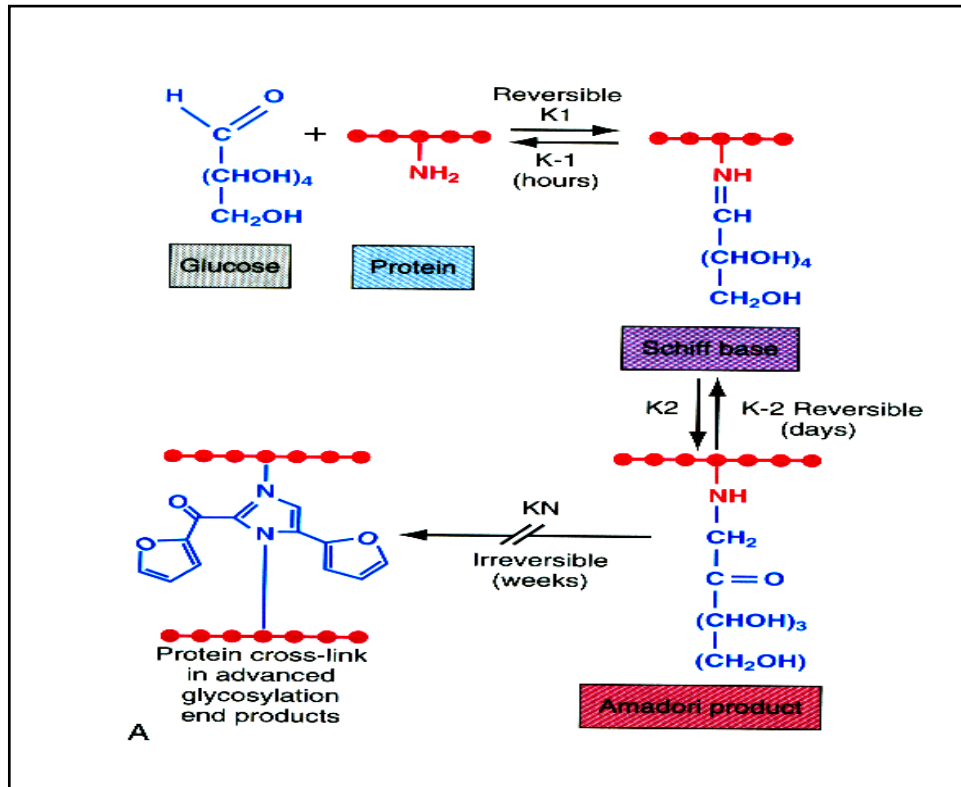 H
O
C
(CHOH)4
CH2OH
Glucose
+
NH2
Protein
Reversible
K1
K-1
(hours)
NH
CH
(CHOH)4
CH2OH
Schiff base
K2
K-2 Reversible
(days)
NH
CH2
C=O
(CHOH)3
(CH2OH)
Amadori product
KN
Irreversible
(weeks)
N
O
N
O
O
Protein cross-link
in advanced
glycosylation
end products
A